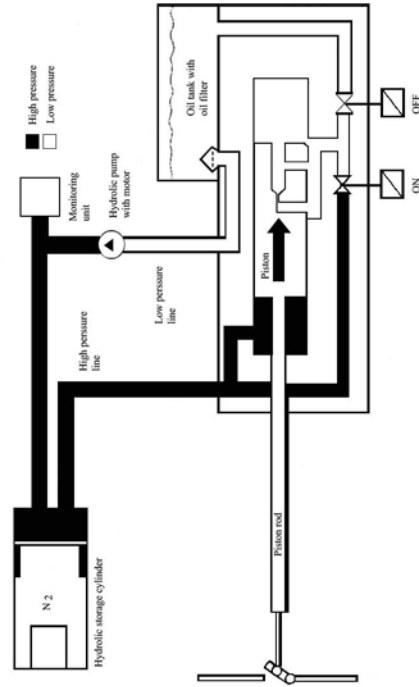 High pressure
Low pressure
Monitoring
unit
Hydrolic pump
with motor
Oil tank with
oil filter
High perssure
line
Low perssure
line
N 2
Hydrolic storage cylinder
Piston
Piston rod
ON
OFF